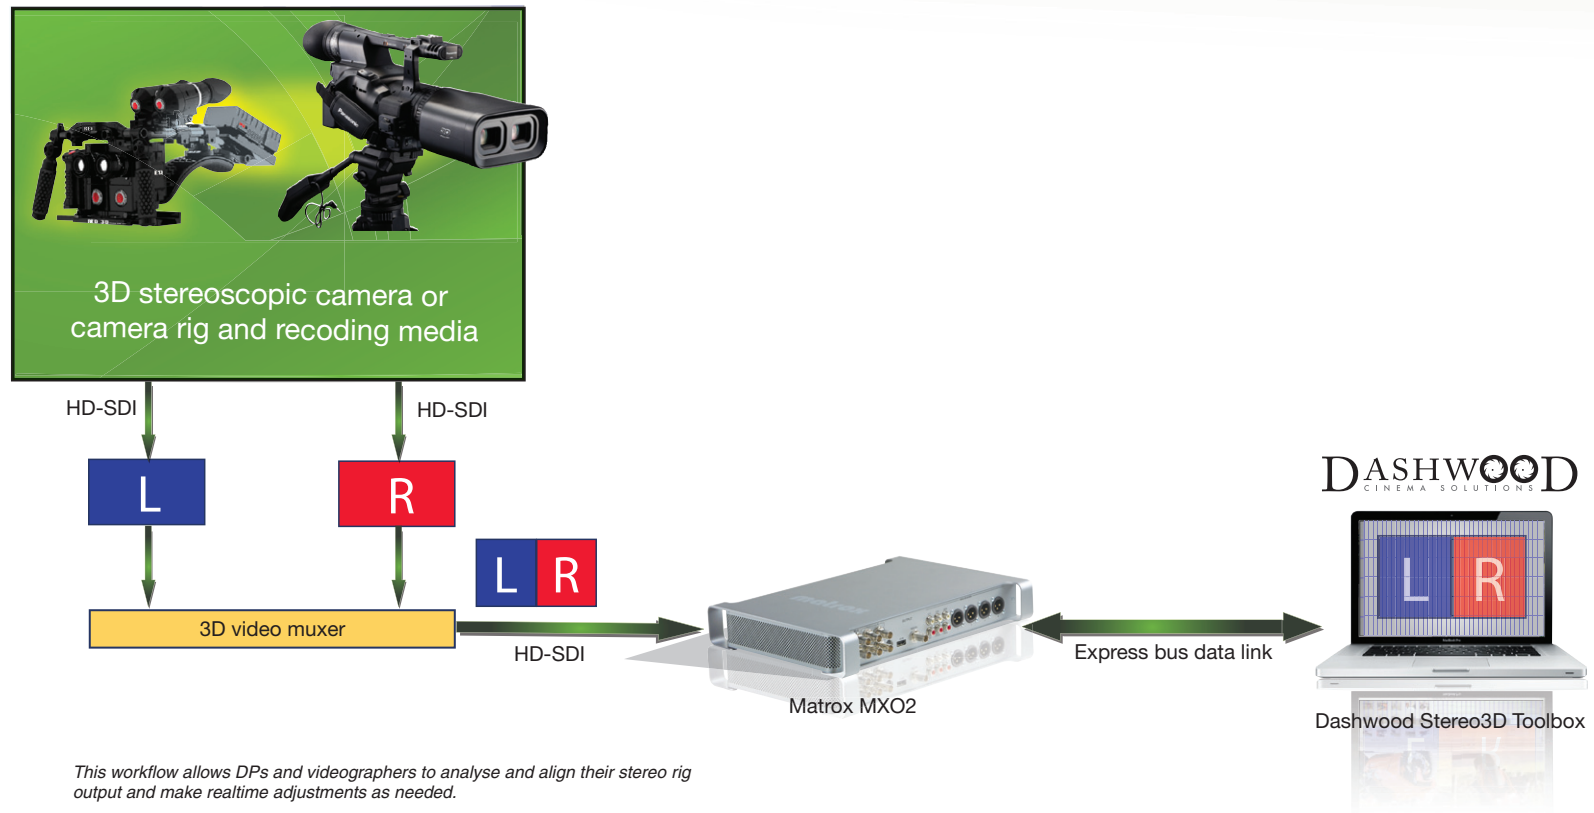 3D stereoscopic camera or
camera rig and recoding media
HD-SDI
HD-SDI
L
R
L R
3D video muxer
HD-SDI
matrox
Matrox MXO2
Express bus data link
DASHWOOD
CINEMA SOLUTIONS
L R
Dashwood Stereo3D Toolbox
This workflow allows DPs and videographers to analyse and align their stereo rig
output and make realtime adjustments as needed.